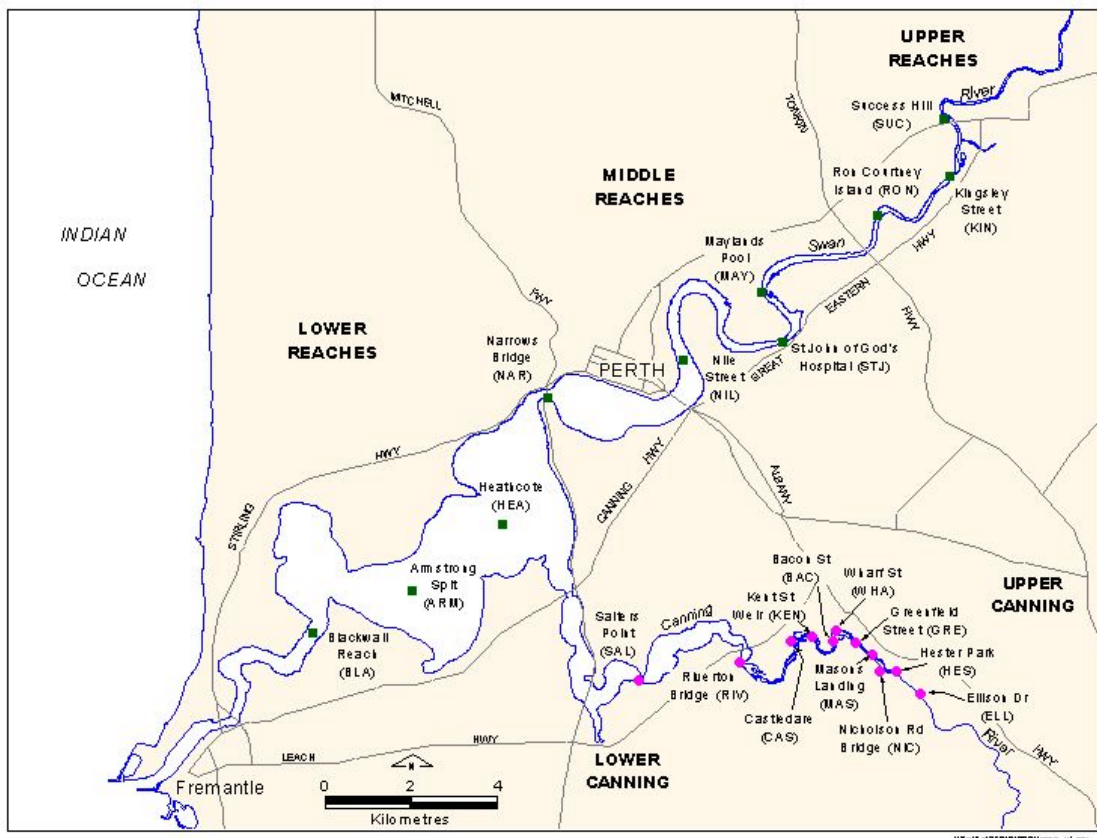 UPPER
REACHES
River
Success Hill
(SUC)
MITCHELL
TONKIN
MIDDLE
REACHES
Ron Courtney
Island (RON)
Kingsley
Street
(KIN)
INDIAN
OCEAN
Maylands
Pool
(MAY)
Swan
HWY
EASTERN
FWY
HWY
LOWER
REACHES
Narrows
Bridge
(NAR)
PERTH
Nile
Street
(NIL)
GREAT
St John of God's
Hospital (STJ)
HWY
HWY
CANNING
ALBANY
STIRLING
Heathcote
(HEA)
Armstrong
Spit
(ARM)
Blackwall
Reach
(BLA)
Bacon St
(BAC)
Wharf St
(WHA)
UPPER
CANNING
Kent St
Weir (KEN)
Greenfield
Street (GRE)
Salters
Point
(SAL)
Canning
Riverton
Bridge (RIV)
Castledare
(CAS)
Masons
Landing
(MAS)
Hester Park
(HES)
Nicholson Rd
Bridge (NIC)
Ellison Dr
(ELL)
River
HWY
LEACH
HWY
LOWER
CANNING
N
Fremantle
0 2 4
Kilometres